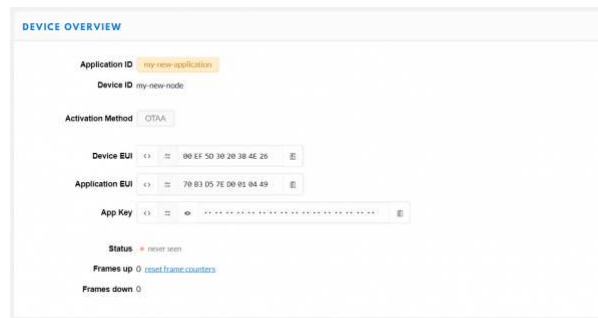 DEVICE OVERVIEW
Application ID my-new-application
Device ID my-new-node
Activation Method OTAA
Device EUI <> 00 EF 5D 30 20 38 4E 26
Application EUI <> 70 B3 D5 7E D0 01 04 49
App Key <>
Status never seen
Frames up 0 reset frame counters
Frames down 0